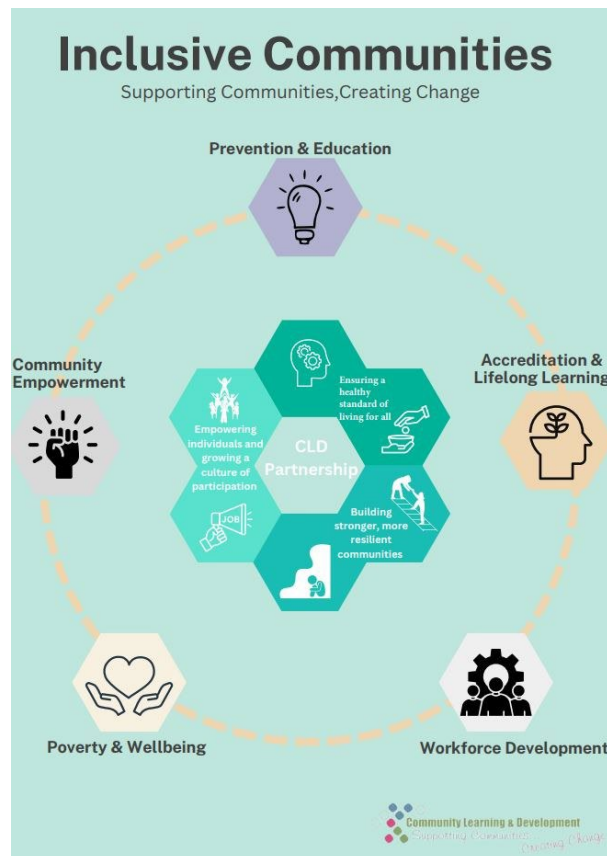 Inclusive Communities
Supporting Communities,Creating Change
Prevention & Education
Community
Empowerment
Accreditation &
Lifelong Learning
Ensuring a
healthy
standard of
living for all
Empowering
individuals and
growing a
culture of
participation
CLD
Partnership
JOB
Building
stronger, more
resilient
communities
Poverty & Wellbeing
Workforce Development
Community Learning & Development
Supporting Communities
Creating Change